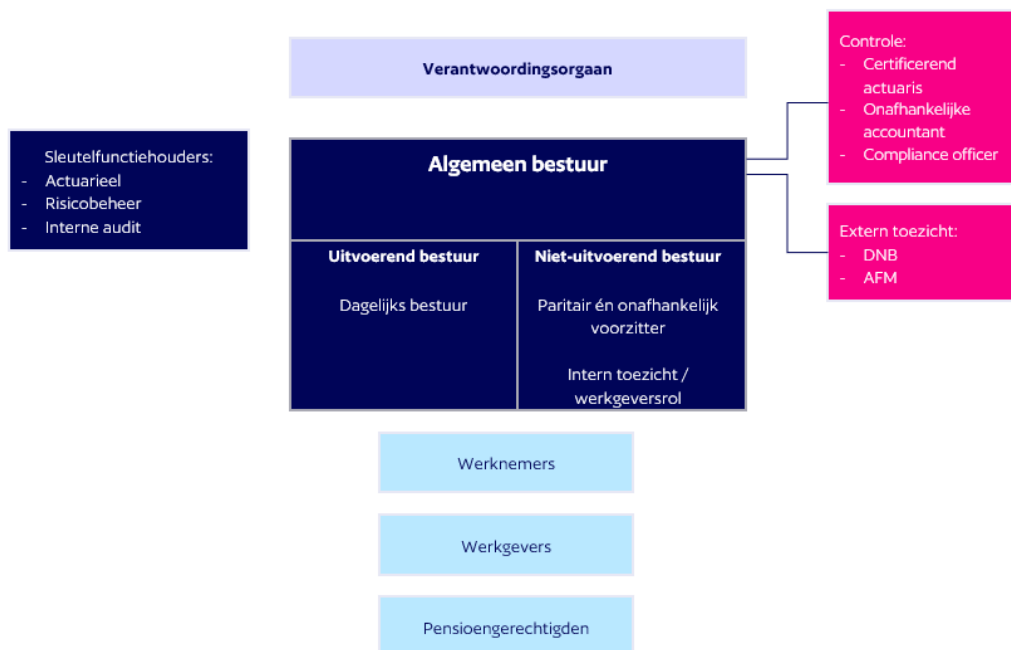 Verantwoordingsorgaan
Controle:
- Certificerend
actuaris
- Onafhankelijke
accountant
- Compliance officer
Sleutelfunctiehouders:
- Actuarieel
- Risicobeheer
- Interne audit
Algemeen bestuur
Extern toezicht:
- DNB
- AFM
Uitvoerend bestuur
Dagelijks bestuur
Niet-uitvoerend bestuur
Paritair én onafhankelijk
voorzitter
Intern toezicht /
werkgeversrol
Werknemers
Werkgevers
Pensioengerechtigden